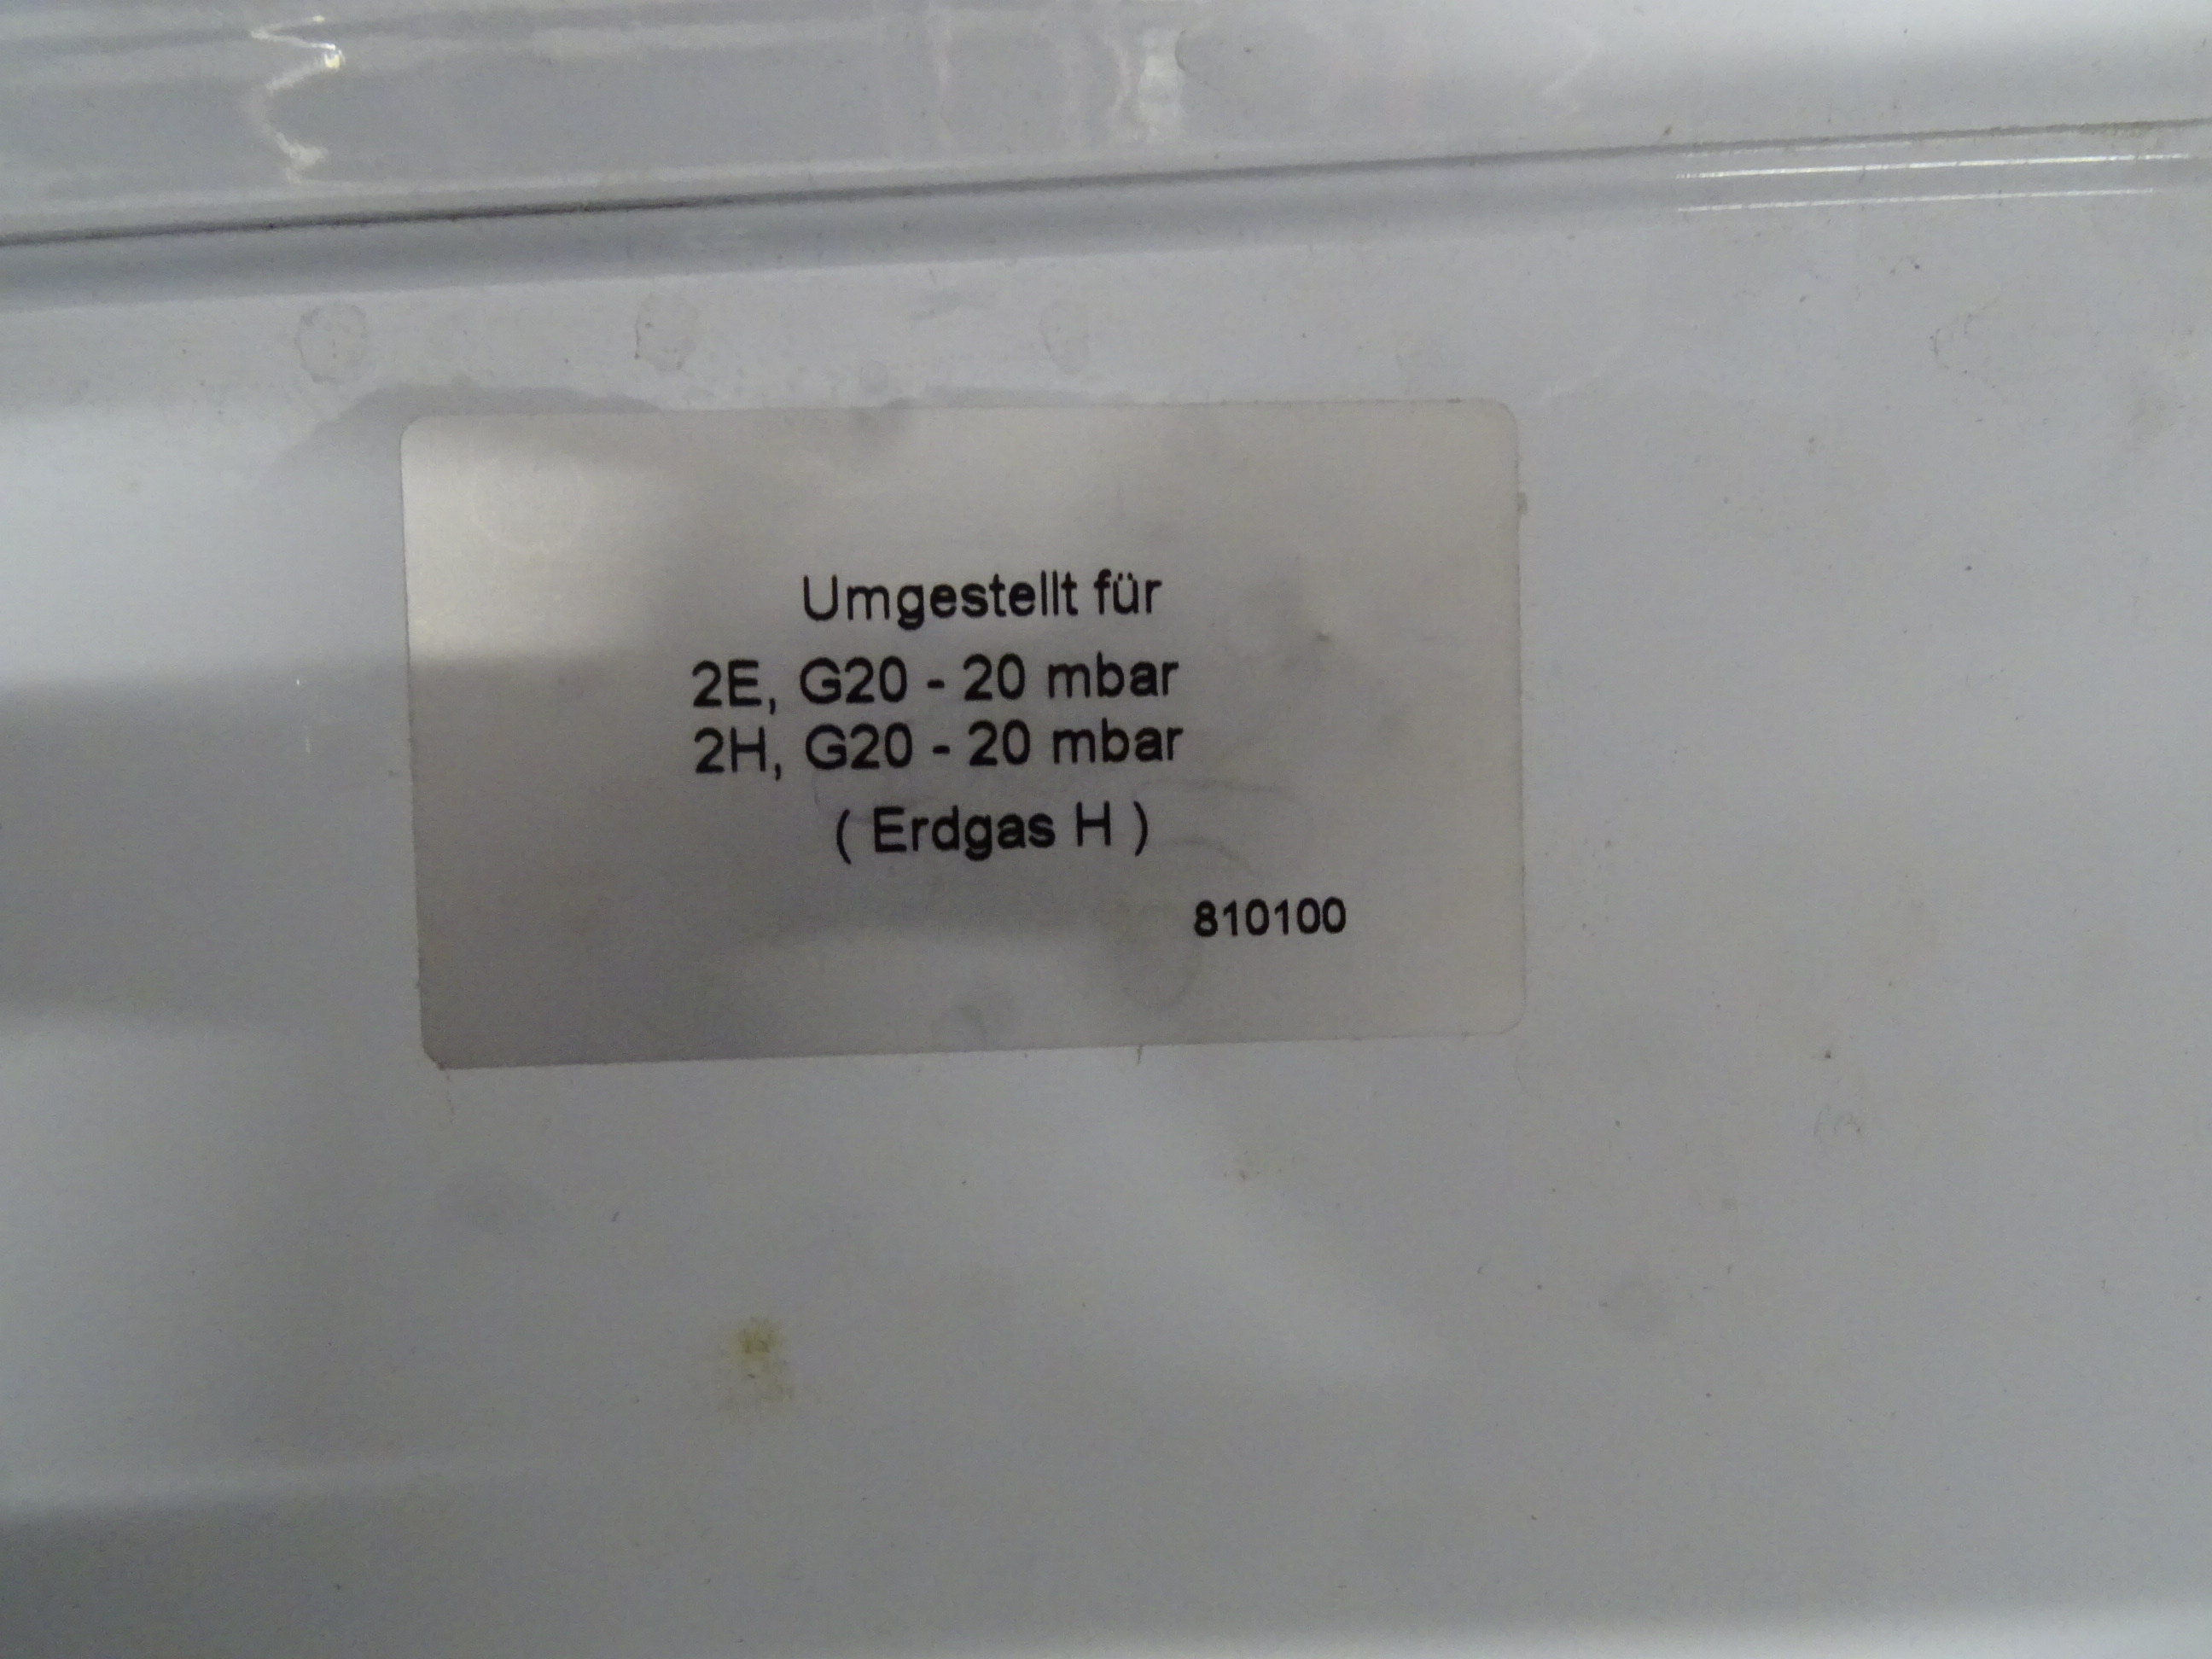 Umgestellt für
2E, G20 - 20 mbar
2H, G20 - 20 mbar
( Erdgas H )
810100